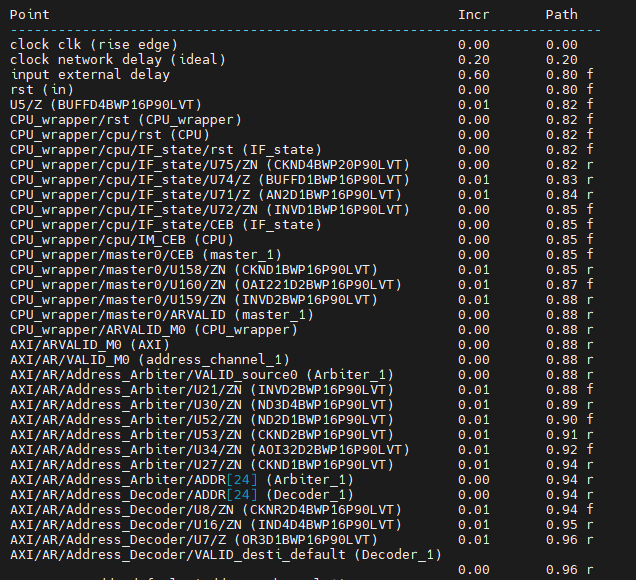 Point Incr Path
--------------------------------------------------------------------------
clock clk (rise edge) 0.00 0.00
clock network delay (ideal) 0.20 0.20
input external delay 0.60 0.80 f
rst (in) 0.00 0.80 f
U5/Z (BUFFD4BWP16P90LVT) 0.01 0.82 f
CPU_wrapper/rst (CPU_wrapper) 0.00 0.82 f
CPU_wrapper/cpu/rst (CPU) 0.00 0.82 f
CPU_wrapper/cpu/IF_state/rst (IF_state) 0.00 0.82 f
CPU_wrapper/cpu/IF_state/U75/ZN (CKND4BWP20P90LVT) 0.00 0.82 r
CPU_wrapper/cpu/IF_state/U74/Z (BUFFD1BWP16P90LVT) 0.01 0.83 r
CPU_wrapper/cpu/IF_state/U71/Z (AN2D1BWP16P90LVT) 0.01 0.84 r
CPU_wrapper/cpu/IF_state/U72/ZN (INVD1BWP16P90LVT) 0.00 0.85 f
CPU_wrapper/cpu/IF_state/CEB (IF_state) 0.00 0.85 f
CPU_wrapper/cpu/IM_CEB (CPU) 0.00 0.85 f
CPU_wrapper/master0/CEB (master_1) 0.00 0.85 f
CPU_wrapper/master0/U158/ZN (CKND1BWP16P90LVT) 0.01 0.85 r
CPU_wrapper/master0/U160/ZN (OAI221D2BWP16P90LVT) 0.01 0.87 f
CPU_wrapper/master0/U159/ZN (INVD2BWP16P90LVT) 0.01 0.88 r
CPU_wrapper/master0/ARVALID (master_1) 0.00 0.88 r
CPU_wrapper/ARVALID_M0 (CPU_wrapper) 0.00 0.88 r
AXI/ARVALID_M0 (AXI) 0.00 0.88 r
AXI/AR/VALID_M0 (address_channel_1) 0.00 0.88 r
AXI/AR/Address_Arbiter/VALID_source0 (Arbiter_1) 0.00 0.88 r
AXI/AR/Address_Arbiter/U21/ZN (INVD2BWP16P90LVT) 0.01 0.88 f
AXI/AR/Address_Arbiter/U30/ZN (ND3D4BWP16P90LVT) 0.01 0.89 r
AXI/AR/Address_Arbiter/U52/ZN (ND2D1BWP16P90LVT) 0.01 0.90 f
AXI/AR/Address_Arbiter/U53/ZN (CKND2BWP16P90LVT) 0.01 0.91 r
AXI/AR/Address_Arbiter/U34/ZN (AOI32D2BWP16P90LVT) 0.01 0.92 f
AXI/AR/Address_Arbiter/U27/ZN (CKND1BWP16P90LVT) 0.01 0.94 r
AXI/AR/Address_Arbiter/ADDR[24] (Arbiter_1) 0.00 0.94 r
AXI/AR/Address_Decoder/ADDR[24] (Decoder_1) 0.00 0.94 r
AXI/AR/Address_Decoder/U8/ZN (CKNR2D4BWP16P90LVT) 0.01 0.94 f
AXI/AR/Address_Decoder/U16/ZN (IND4D4BWP16P90LVT) 0.01 0.95 r
AXI/AR/Address_Decoder/U7/Z (OR3D1BWP16P90LVT) 0.01 0.96 r
AXI/AR/Address_Decoder/VALID_desti_default (Decoder_1)
0.00 0.96 r